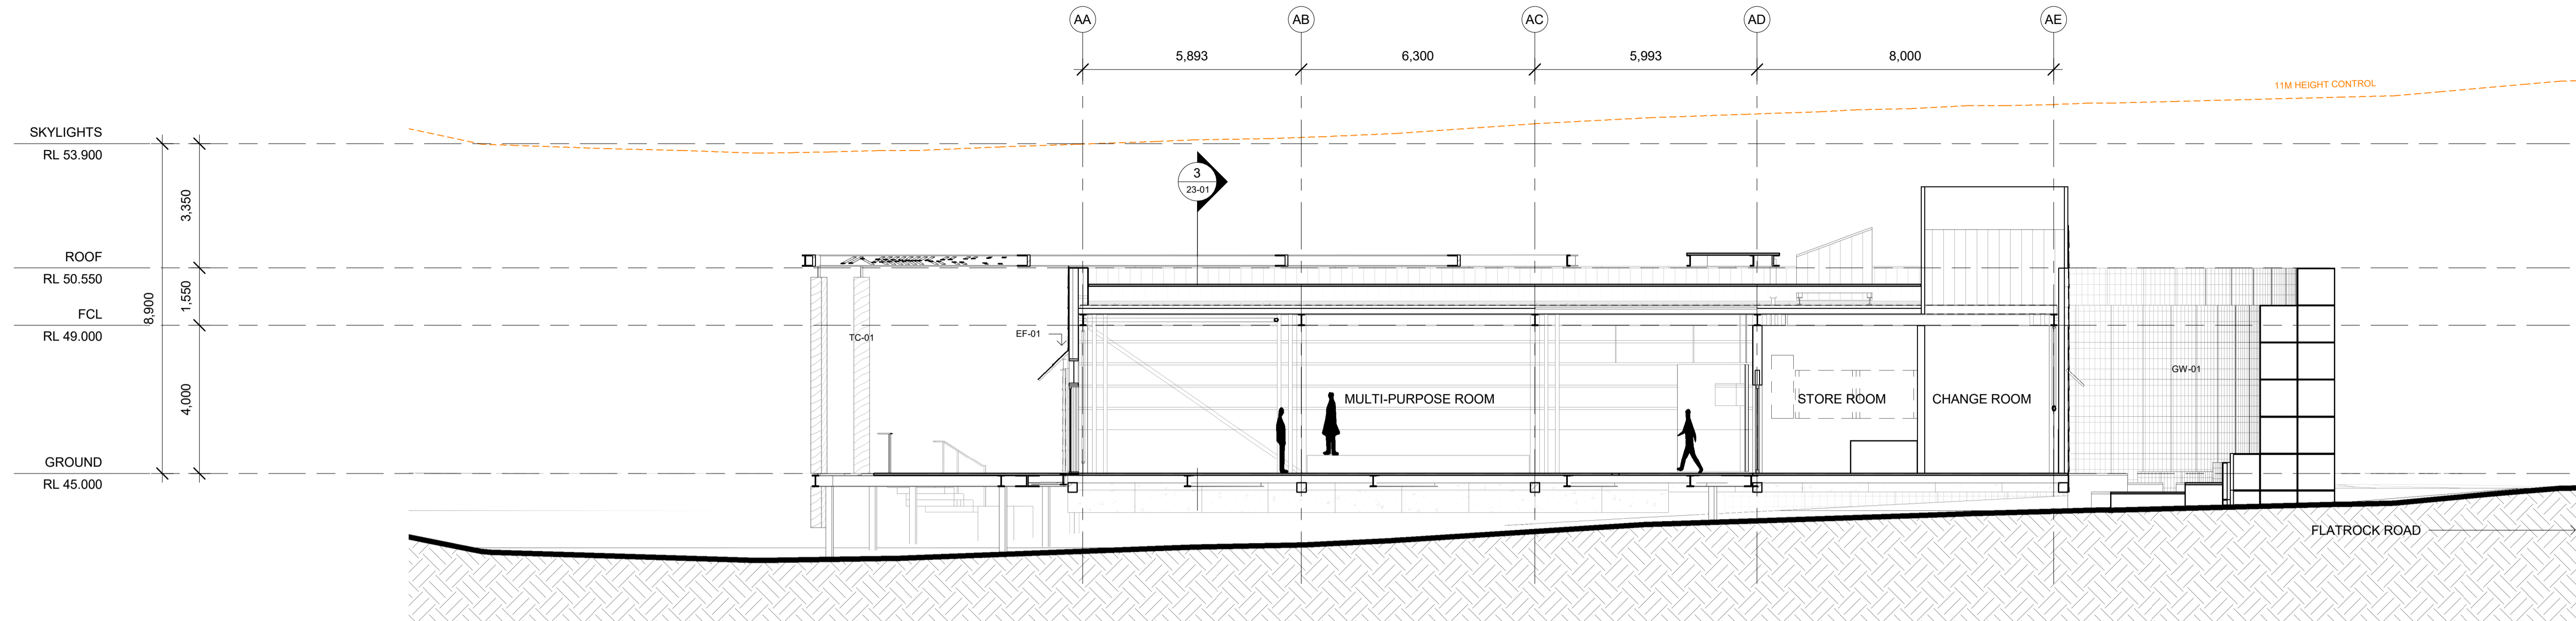 AA
AB
AC
AD
AE
5,893
6,300
5,993
8,000
11M HEIGHT CONTROL
SKYLIGHTS
RL 53.900
3
23-01
3,350
ROOF
RL 50.550
1,550
8,900
FCL
RL 49.000
EF-01
TC-01
GW-01
4,000
MULTI-PURPOSE ROOM
STORE ROOM
CHANGE ROOM
GROUND
RL 45.000
FLATROCK ROAD